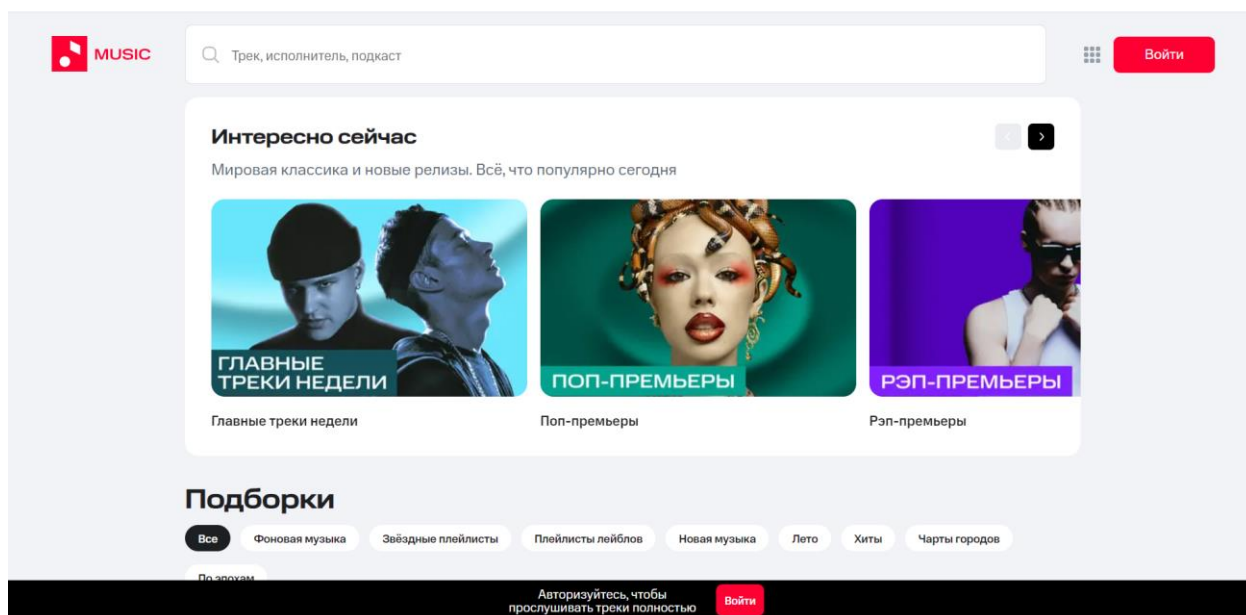 MUSIC
Трек, исполнитель, подкаст
Войти
Интересно сейчас
Мировая классика и новые релизы. Всё, что популярно сегодня
ГЛАВНЫЕ
ТРЕКИ НЕДЕЛИ
ПОП-ПРЕМЬЕРЫ
РЭП-ПРЕМЬЕРЫ
Главные треки недели
Поп-премьеры
Рэп-премьеры
Подборки
Все
Фоновая музыка
Звёздные плейлисты
Плейлисты лейблов
Новая музыка
Лето
Хиты
Чарты городов
По эпохам
Авторизуйтесь, чтобы
прослушивать треки полностью
Войти